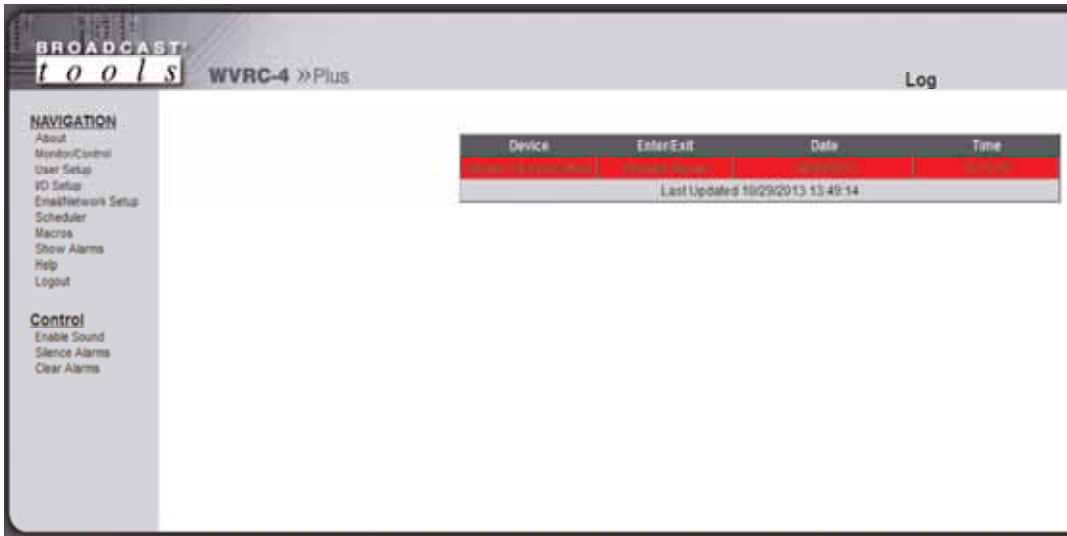 BROADCAST
tools
WVRC-4 »Plus
Log
NAVIGATION
About
Monitor/Control
User Setup
I/O Setup
Email/Network Setup
Scheduler
Macros
Show Alarms
Help
Logout
Control
Enable Sound
Silence Alarms
Clear Alarms
Device Enter/Exit Date Time
Last Updated 10/29/2013 13:49:14